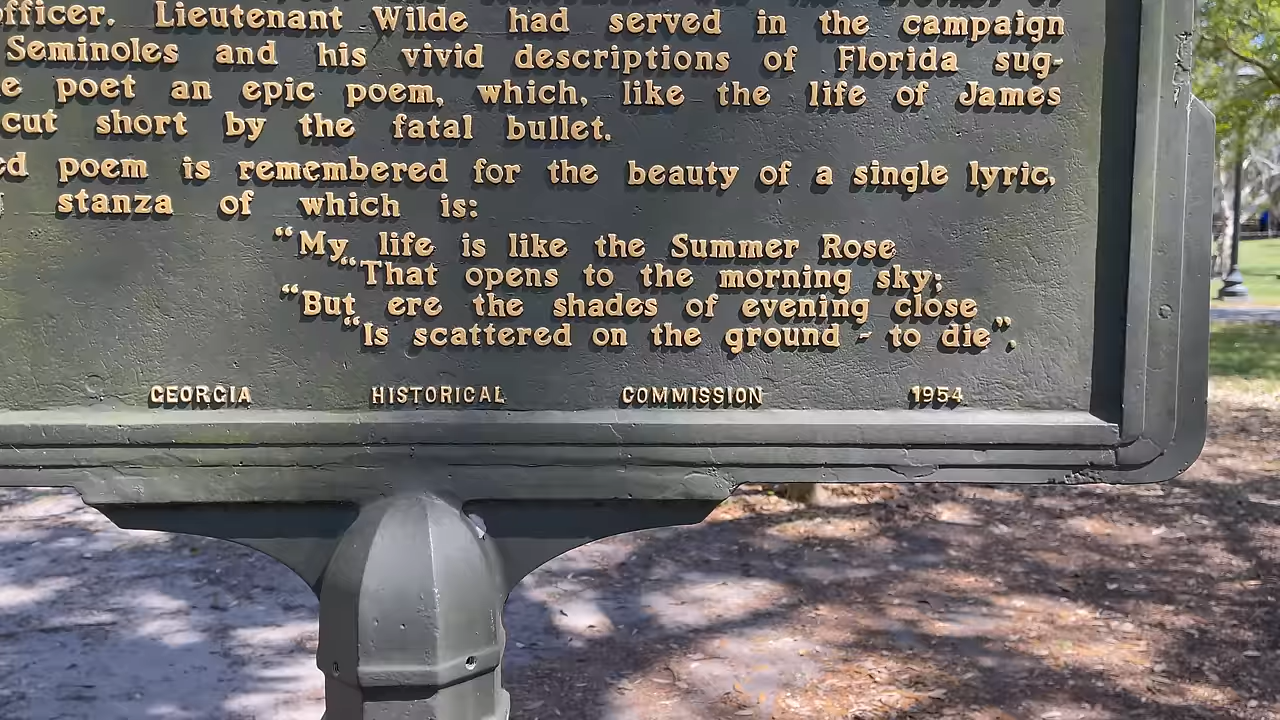 officer. Lieutenant Wilde had served in the campaign
Seminoles and his vivid descriptions of Florida sug-
poet an epic poem, which, like the life of James
cut short by the fatal bullet.
poem is remembered for the beauty of a single lyric,
stanza of which is:
"My life is like the Summer Rose
"That opens to the morning sky;
"But ere the shades of evening close
"Is scattered on the ground - to die".
GEORGIA HISTORICAL COMMISSION 1954